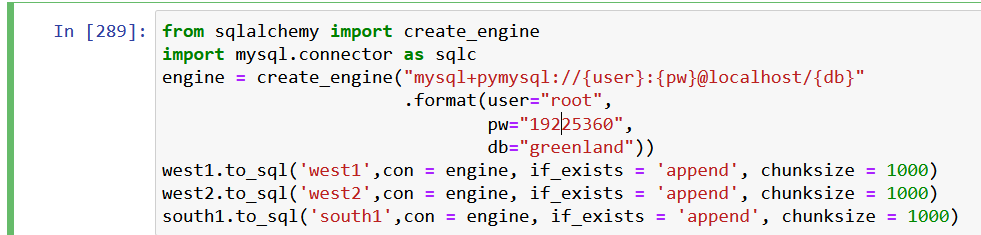 In [289]: from sqlalchemy import create_engine
import mysql.connector as sqlc
engine = create_engine("mysql+pymysql://{user}:{pw}@localhost/{db}"
.format(user="root",
pw="19225360",
db="greenland"))
west1.to_sql('west1',con = engine, if_exists = 'append', chunksize = 1000)
west2.to_sql('west2',con = engine, if_exists = 'append', chunksize = 1000)
south1.to_sql('south1',con = engine, if_exists = 'append', chunksize = 1000)